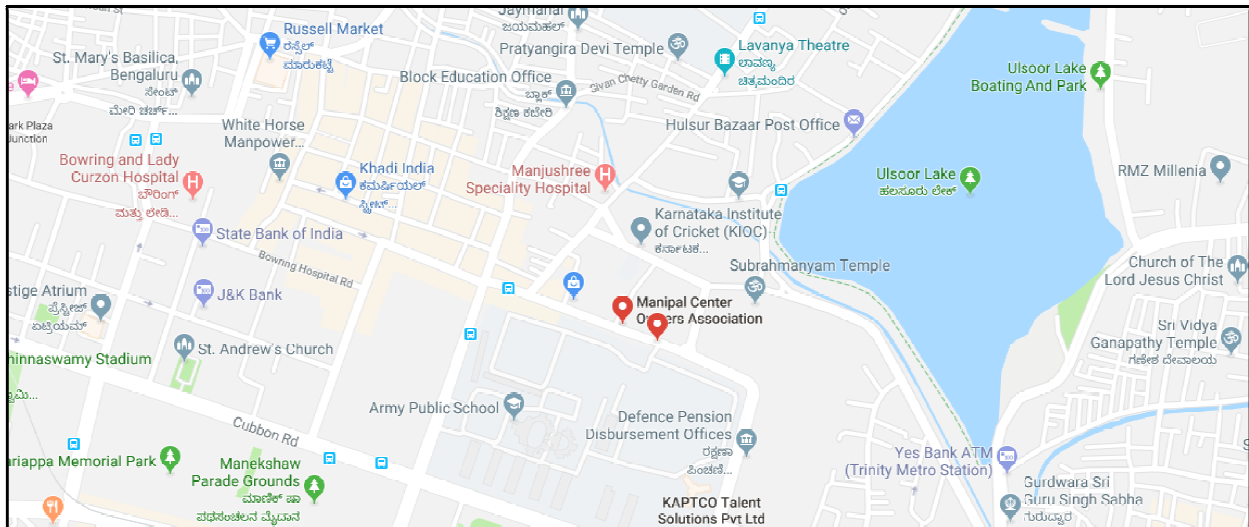 Jaymahal
ಜಯಮಹಲ್
Russell Market
ರಸ್ಸೆಲ್
ಮಾರುಕಟ್ಟೆ
St. Mary's Basilica,
Bengaluru
ಸೇಂಟ್
ಮೇರಿ ಚರ್ಚ್...
Pratyangira Devi Temple
Lavanya Theatre
ಲಾವಣ್ಯ
ಚಿತ್ರಮಂದಿರ
Ulsoor Lake
Boating And Park
Block Education Office
ಬ್ಲಾಕ್
ಶಿಕ್ಷಣ ಕಚೇರಿ
Sivan Chetty Garden Rd
ark Plaza
Junction
White Horse
Manpower...
Hulsur Bazaar Post Office
Bowring and Lady
Curzon Hospital
ಬೌರಿಂಗ್
ಮತ್ತು ಲೇಡಿ...
Khadi India
ಕಮರ್ಷಿಯಲ್
ಸ್ಟ್ರೀಟ್...
Manjushree
Speciality Hospital
Ulsoor Lake
ಹಲಸೂರು ಲೇಕ್
RMZ Millenia
Karnataka Institute
of Cricket (KIOC)
ಕರ್ನಾಟಕ...
State Bank of India
Bowring Hospital Rd
Subrahmanyam Temple
Church of The
Lord Jesus Christ
J&K Bank
stige Atrium
ಪ್ರೆಸ್ಟೀಜ್
ಏಟ್ರಿಯಮ್
Manipal Center
Owners Association
Sri Vidya
Ganapathy Temple
ಗಣೇಶ ದೇವಾಲಯ
St. Andrew's Church
hinnaswamy Stadium
Army Public School
Defence Pension
Disbursement Offices
ರಕ್ಷಣಾ
ಪಿಂಚಣಿ...
Cubbon Rd
Yes Bank ATM
(Trinity Metro Station)
ariappa Memorial Park
Manekshaw
Parade Grounds
ಮಾಣಿಕ್ ಷಾ
ಪಥಸಂಚಲನ ಮೈದಾನ
Gurdwara Sri
Guru Singh Sabha
ಗುರುದ್ವಾರ
KAPTCO Talent
Solutions Pvt Ltd